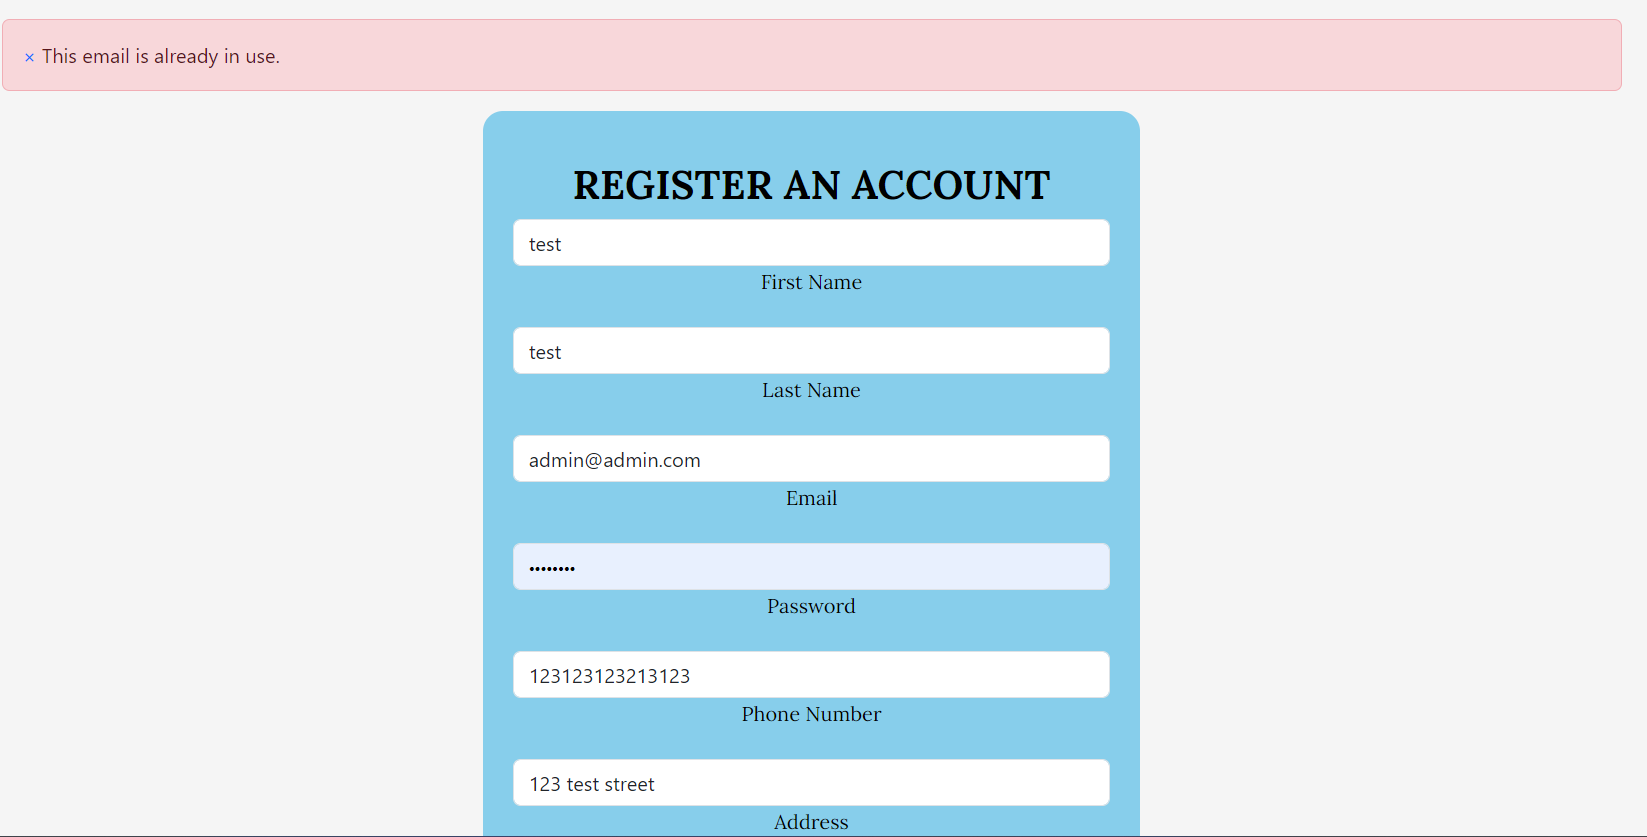 × This email is already in use.
REGISTER AN ACCOUNT
test
First Name
test
Last Name
admin@admin.com
Email
••••••••
Password
123123123213123
Phone Number
123 test street
Address